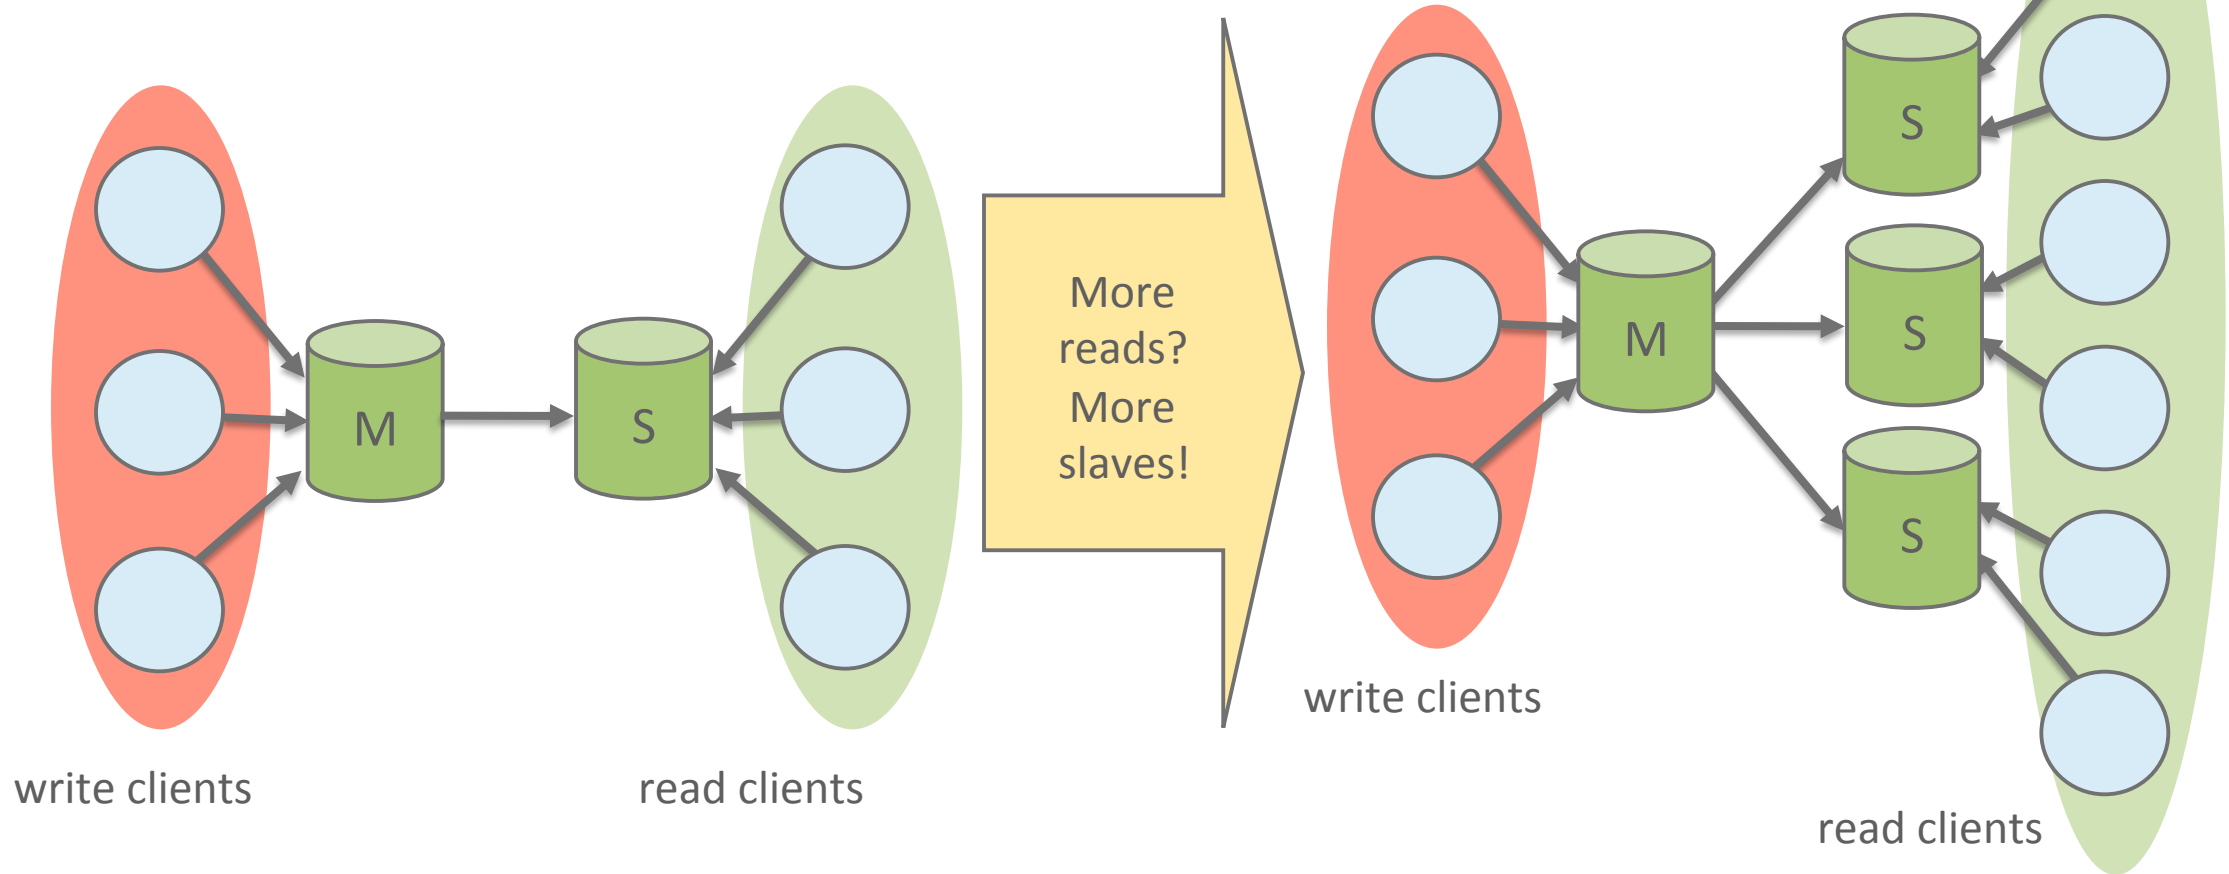 M
S
write clients
read clients
More
reads?
More
slaves!
M
S
S
S
write clients
read clients